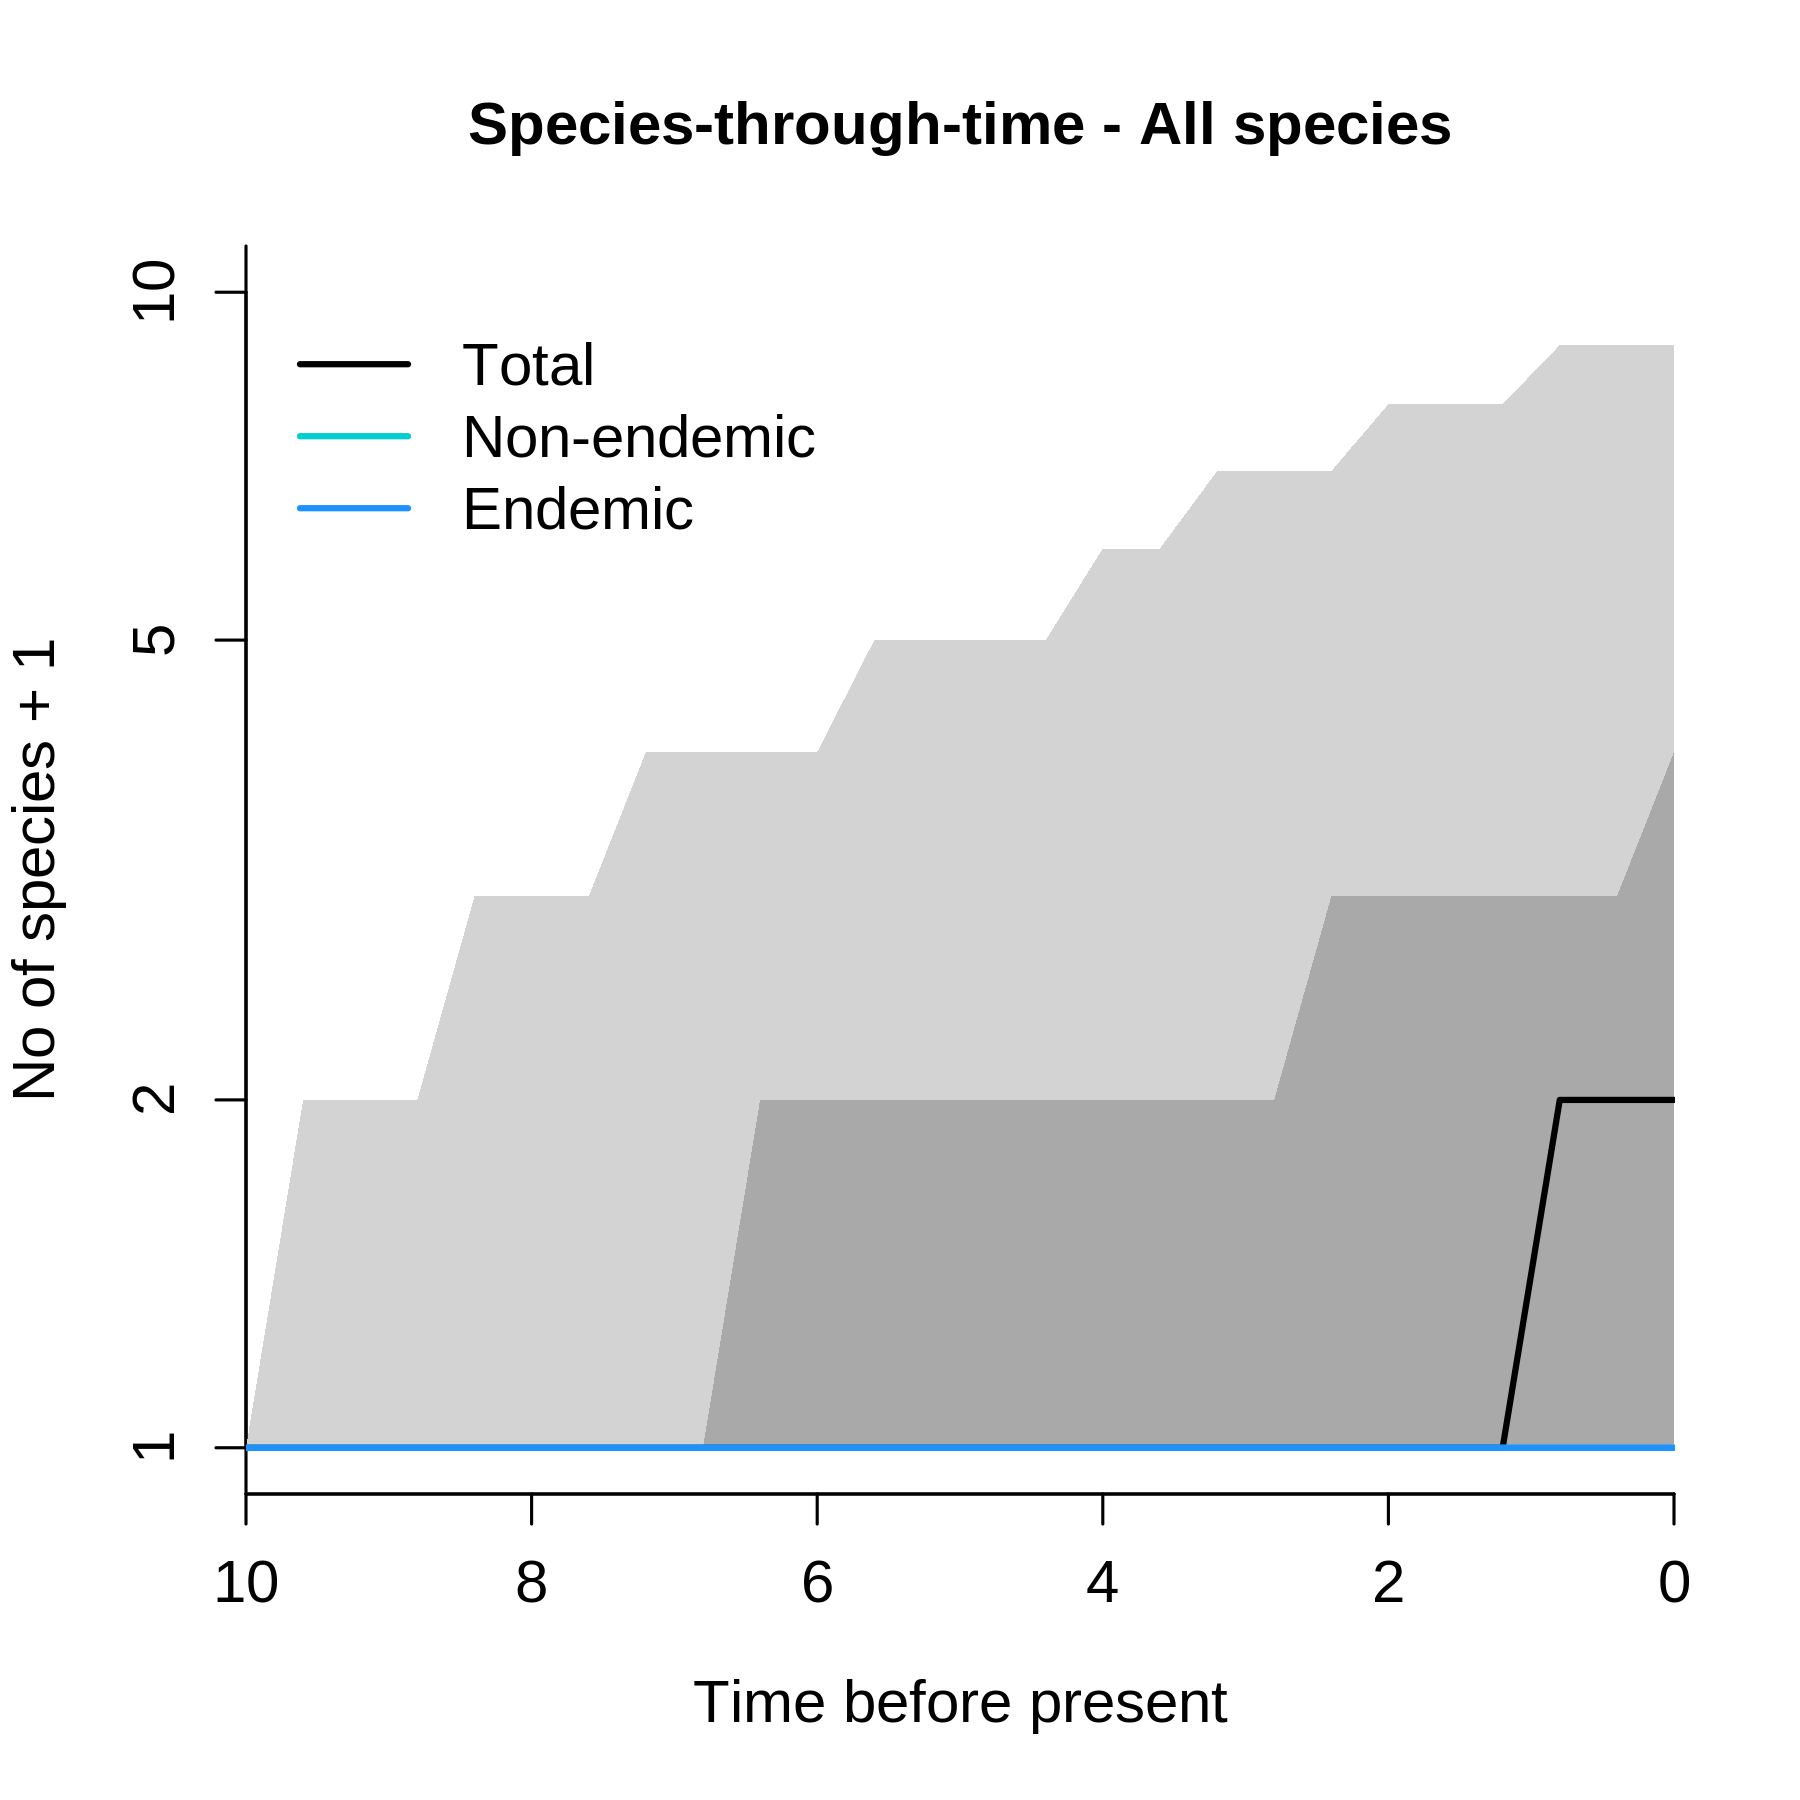 Species-through-time - All species
10
5
2
1
No of species + 1
Total
Non-endemic
Endemic
10 8 6 4 2 0
Time before present